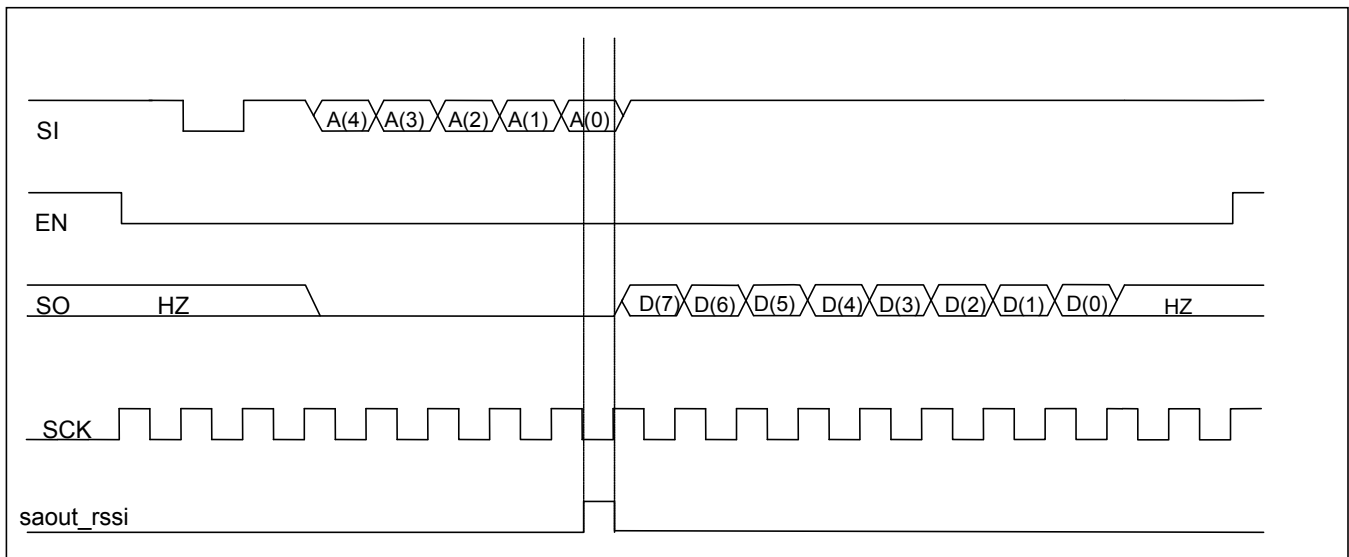 SI A(4) A(3) A(2) A(1) A(0)
EN
SO HZ D(7) D(6) D(5) D(4) D(3) D(2) D(1) D(0) HZ
SCK
saout_rssi